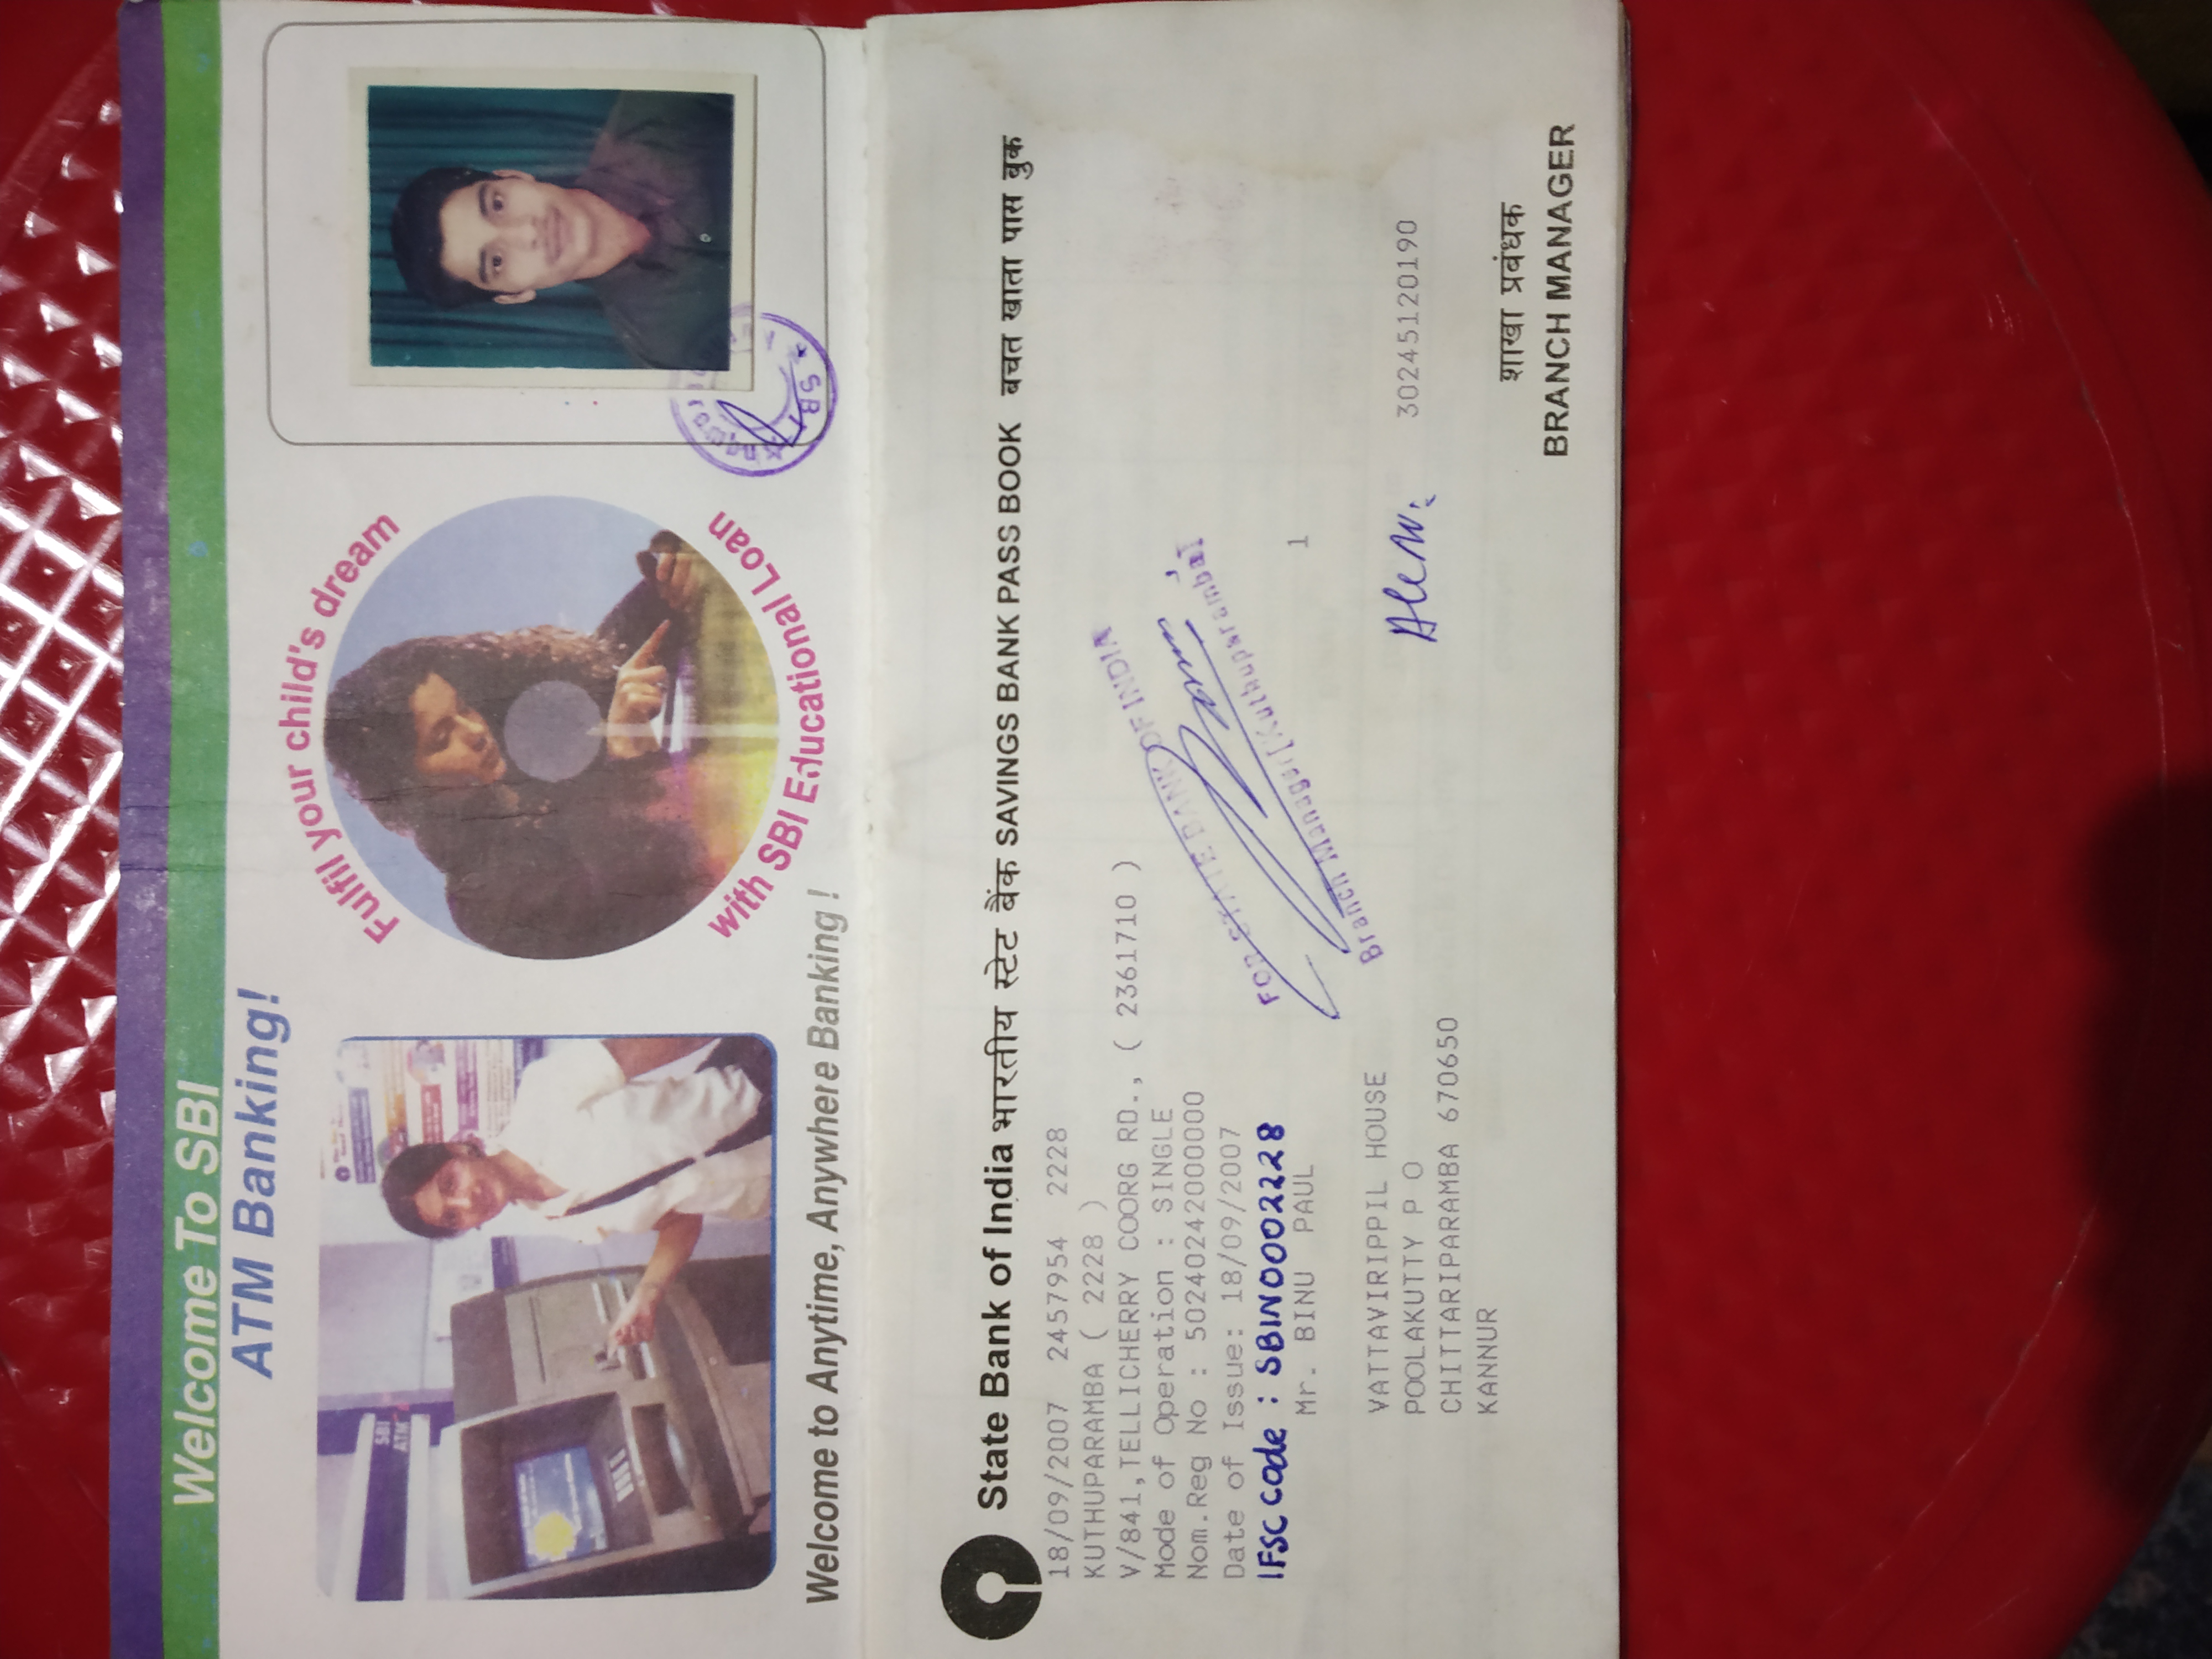 Welcome To SBI
ATM Banking!
SBI
ATM
Fulfil your child's dream
with SBI Educational Loan
Welcome to Anytime, Anywhere Banking !
SBI
State Bank of India भारतीय स्टेट बैंक SAVINGS BANK PASS BOOK बचत खाता पास बुक
18/09/2007 2457954 2228
KUTHUPARAMBA ( 2228 )
V/841,TELLICHERRY COORG RD., ( 2361710 )
Mode of Operation : SINGLE
Nom.Reg No : 50240242000000
Date of Issue: 18/09/2007
IFSC code : SBIN0002228
Mr. BINU PAUL
FOR STATE BANK OF INDIA
Branch Manager[Kuthuparamba]
1
VATTAVIRIPPIL HOUSE
POOLAKUTTY P O
CHITTARIPARAMBA 670650
KANNUR
30245120190
शाखा प्रबंधक
BRANCH MANAGER